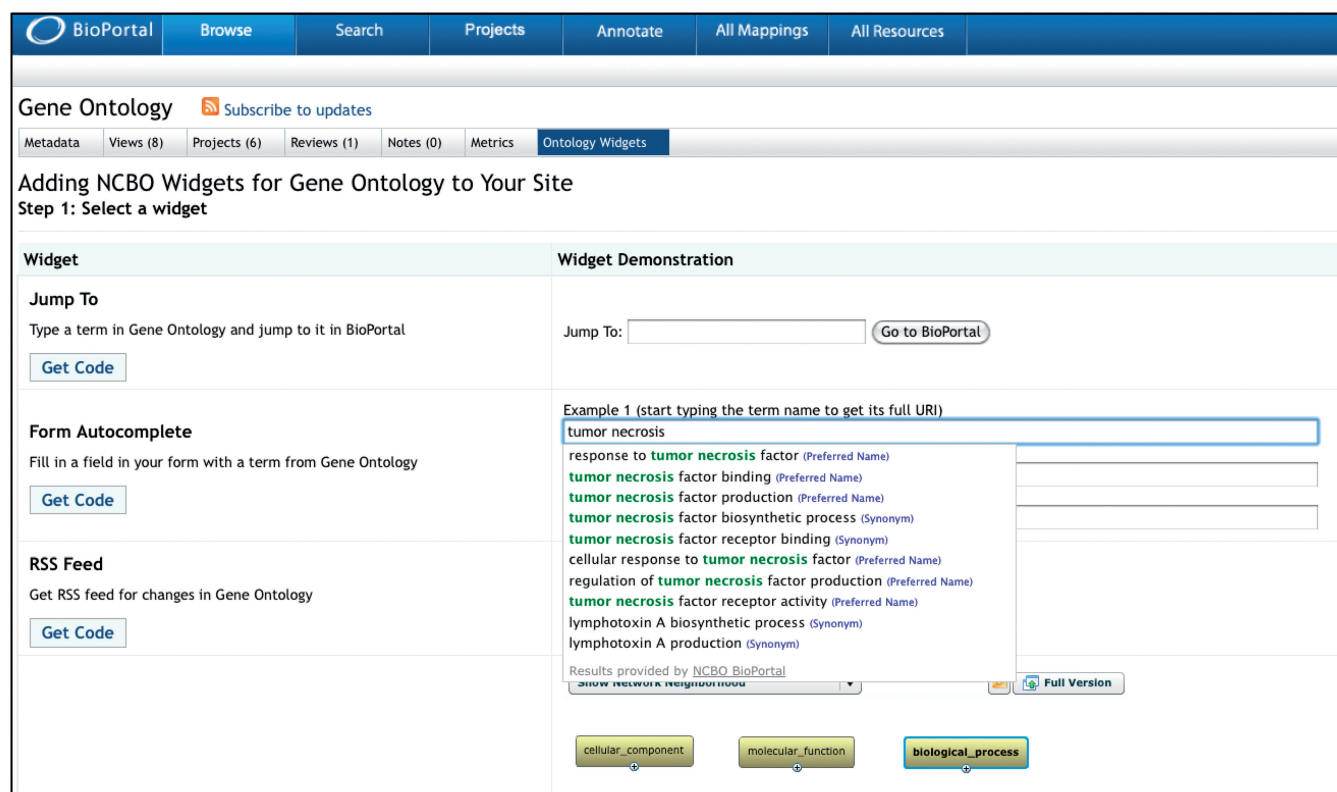 BioPortal Browse Search Projects Annotate All Mappings All Resources
Gene Ontology Subscribe to updates
Metadata Views (8) Projects (6) Reviews (1) Notes (0) Metrics Ontology Widgets
Adding NCBO Widgets for Gene Ontology to Your Site
Step 1: Select a widget
Widget Widget Demonstration
Jump To
Type a term in Gene Ontology and jump to it in BioPortal
Get Code
Jump To: Go to BioPortal
Form Autocomplete
Fill in a field in your form with a term from Gene Ontology
Get Code
Example 1 (start typing the term name to get its full URI)
tumor necrosis
response to tumor necrosis factor (Preferred Name)
tumor necrosis factor binding (Preferred Name)
tumor necrosis factor production (Preferred Name)
tumor necrosis factor biosynthetic process (Synonym)
tumor necrosis factor receptor binding (Synonym)
cellular response to tumor necrosis factor (Preferred Name)
regulation of tumor necrosis factor production (Preferred Name)
tumor necrosis factor receptor activity (Preferred Name)
lymphotoxin A biosynthetic process (Synonym)
lymphotoxin A production (Synonym)
Results provided by NCBO BioPortal
RSS Feed
Get RSS feed for changes in Gene Ontology
Get Code
Show Network Neighborhood Full Version
cellular_component molecular_function biological_process